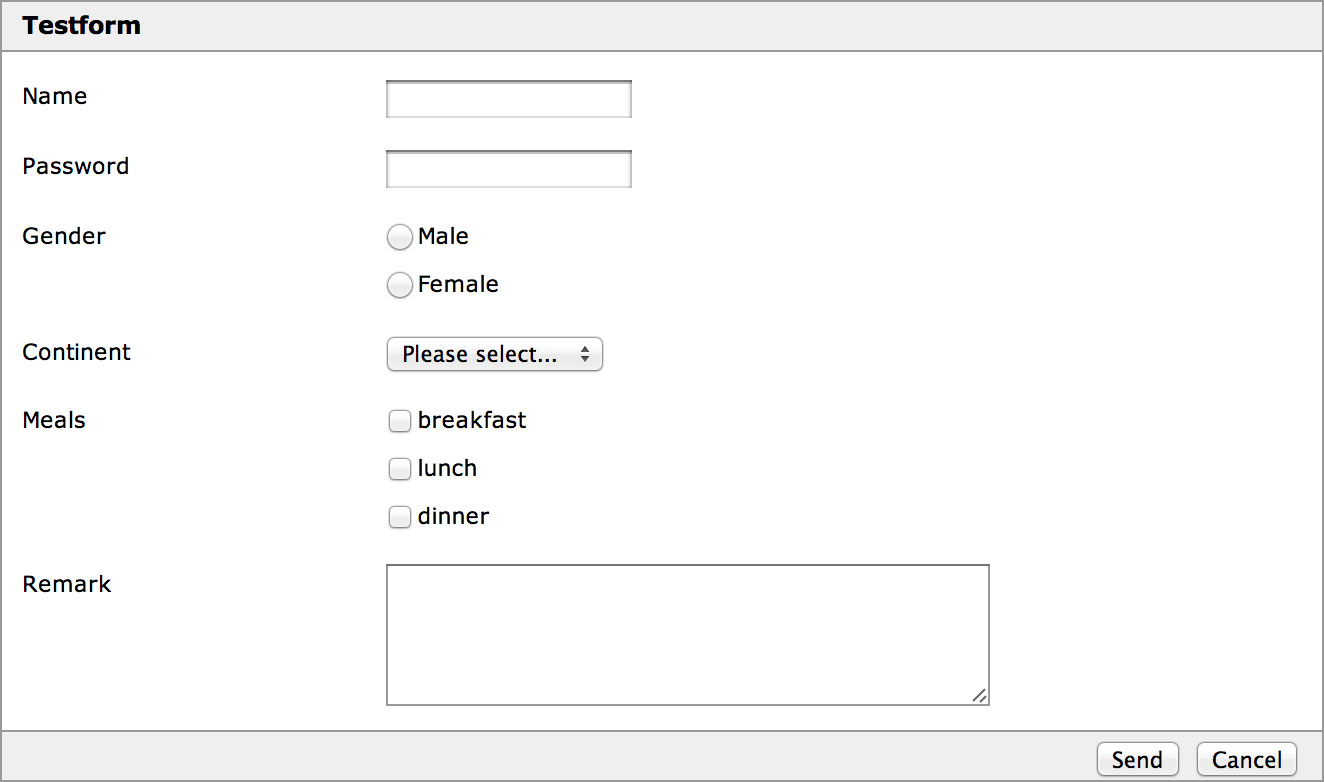 Testform
Name
Password
Gender
Male
Female
Continent
Please select...
Meals
breakfast
lunch
dinner
Remark
Send Cancel